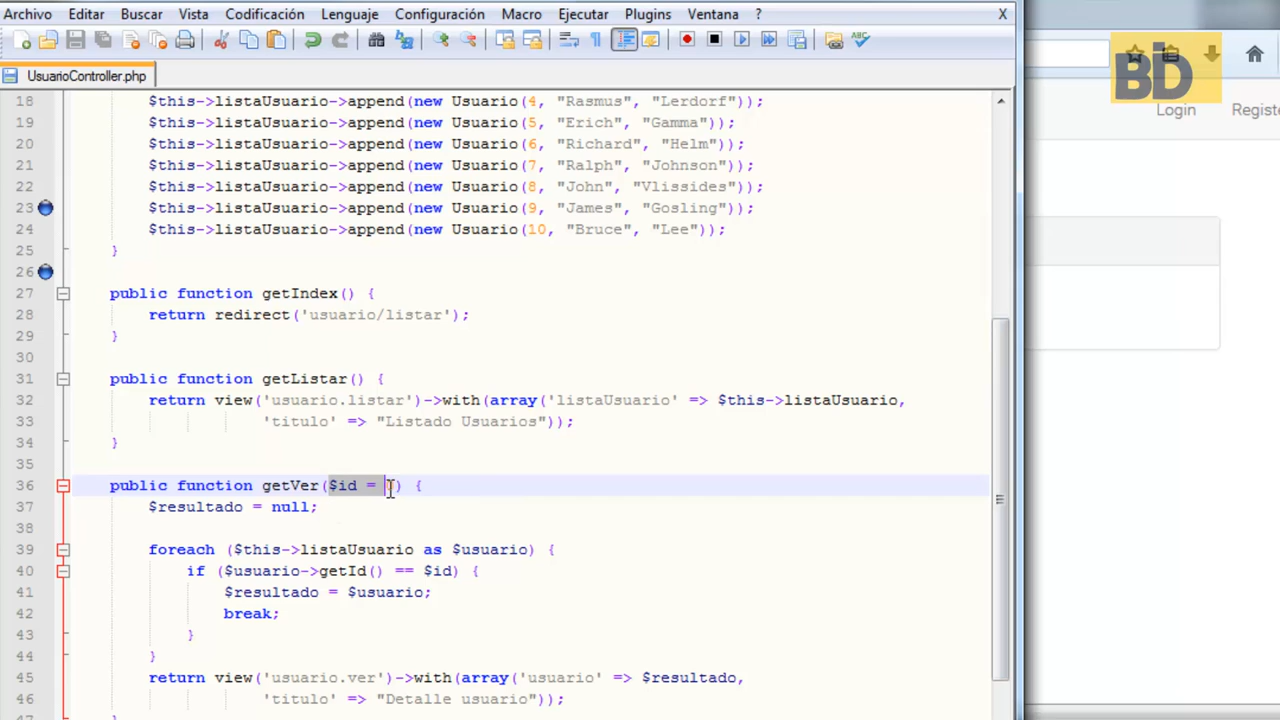 Archivo Editar Buscar Vista Codificación Lenguaje Configuración Macro Ejecutar Plugins Ventana ? X
UsuarioController.php
BID
Login
18 $this->listaUsuario->append(new Usuario(4, "Rasmus", "Lerdorf"));
19 $this->listaUsuario->append(new Usuario(5, "Erich", "Gamma"));
20 $this->listaUsuario->append(new Usuario(6, "Richard", "Helm"));
21 $this->listaUsuario->append(new Usuario(7, "Ralph", "Johnson"));
22 $this->listaUsuario->append(new Usuario(8, "John", "Vlissides"));
23 $this->listaUsuario->append(new Usuario(9, "James", "Gosling"));
24 $this->listaUsuario->append(new Usuario(10, "Bruce", "Lee"));
25 }
26
27 public function getIndex() {
28 return redirect('usuario/listar');
29 }
30
31 public function getListar() {
32 return view('usuario.listar')->with(array('listaUsuario' => $this->listaUsuario,
33 'titulo' => "Listado Usuarios"));
34 }
35
36 public function getVer($id = ) {
37 $resultado = null;
38
39 foreach ($this->listaUsuario as $usuario) {
40 if ($usuario->getId() == $id) {
41 $resultado = $usuario;
42 break;
43 }
44 }
45 return view('usuario.ver')->with(array('usuario' => $resultado,
46 'titulo' => "Detalle usuario"));